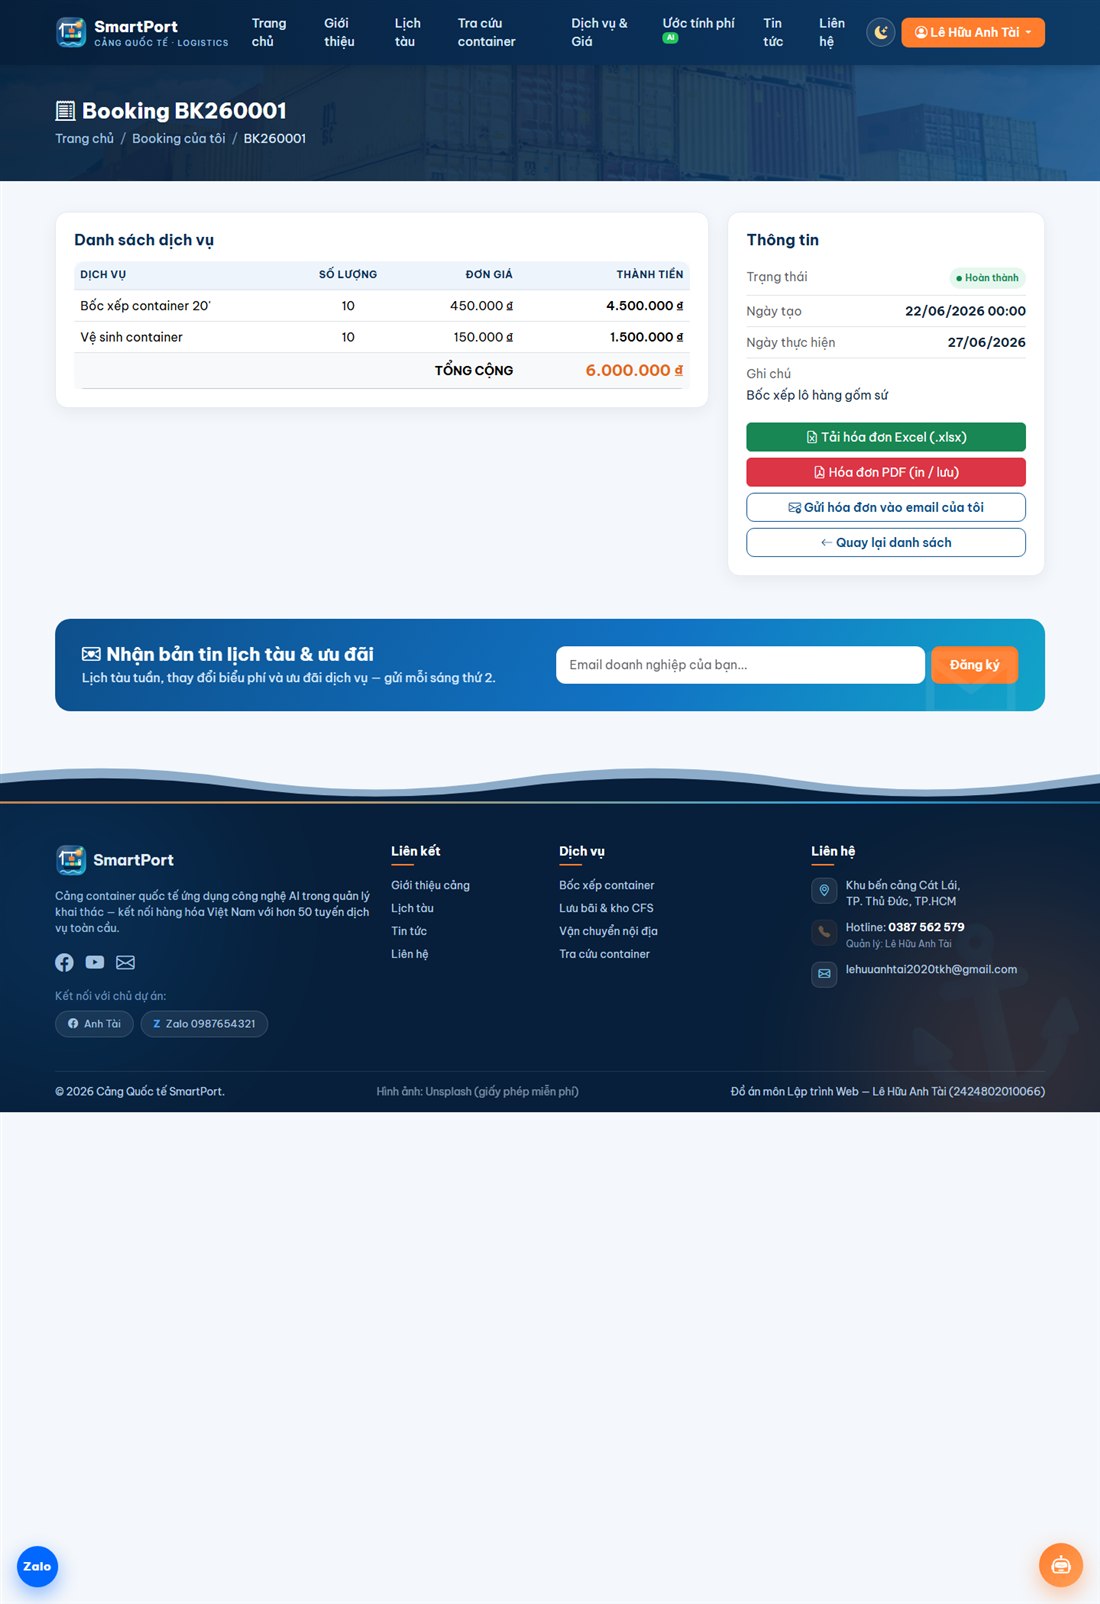 SmartPort
CẢNG QUỐC TẾ · LOGISTICS
Trang chủ
Giới thiệu
Lịch tàu
Tra cứu container
Dịch vụ & Giá
Ước tính phí AI
Tin tức
Liên hệ
Lê Hữu Anh Tài
Booking BK260001
Trang chủ / Booking của tôi / BK260001
Danh sách dịch vụ
DỊCH VỤ SỐ LƯỢNG ĐƠN GIÁ THÀNH TIỀN
Bốc xếp container 20' 10 450.000 ₫ 4.500.000 ₫
Vệ sinh container 10 150.000 ₫ 1.500.000 ₫
TỔNG CỘNG 6.000.000 ₫
Thông tin
Trạng thái Hoàn thành
Ngày tạo 22/06/2026 00:00
Ngày thực hiện 27/06/2026
Ghi chú
Bốc xếp lô hàng gốm sứ
Tải hóa đơn Excel (.xlsx)
Hóa đơn PDF (in / lưu)
Gửi hóa đơn vào email của tôi
← Quay lại danh sách
Nhận bản tin lịch tàu & ưu đãi
Lịch tàu tuần, thay đổi biểu phí và ưu đãi dịch vụ — gửi mỗi sáng thứ 2.
Email doanh nghiệp của bạn...
Đăng ký
SmartPort
Cảng container quốc tế ứng dụng công nghệ AI trong quản lý
khai thác — kết nối hàng hóa Việt Nam với hơn 50 tuyến dịch
vụ toàn cầu.
Kết nối với chủ dự án:
Anh Tài
Z Zalo 0987654321
Liên kết
Giới thiệu cảng
Lịch tàu
Tin tức
Liên hệ
Dịch vụ
Bốc xếp container
Lưu bãi & kho CFS
Vận chuyển nội địa
Tra cứu container
Liên hệ
Khu bến cảng Cát Lái,
TP. Thủ Đức, TP.HCM
Hotline: 0387 562 579
Quản lý: Lê Hữu Anh Tài
lehuuanhtai2020tkh@gmail.com
© 2026 Cảng Quốc tế SmartPort.
Hình ảnh: Unsplash (giấy phép miễn phí)
Đồ án môn Lập trình Web — Lê Hữu Anh Tài (2424802010066)
Zalo